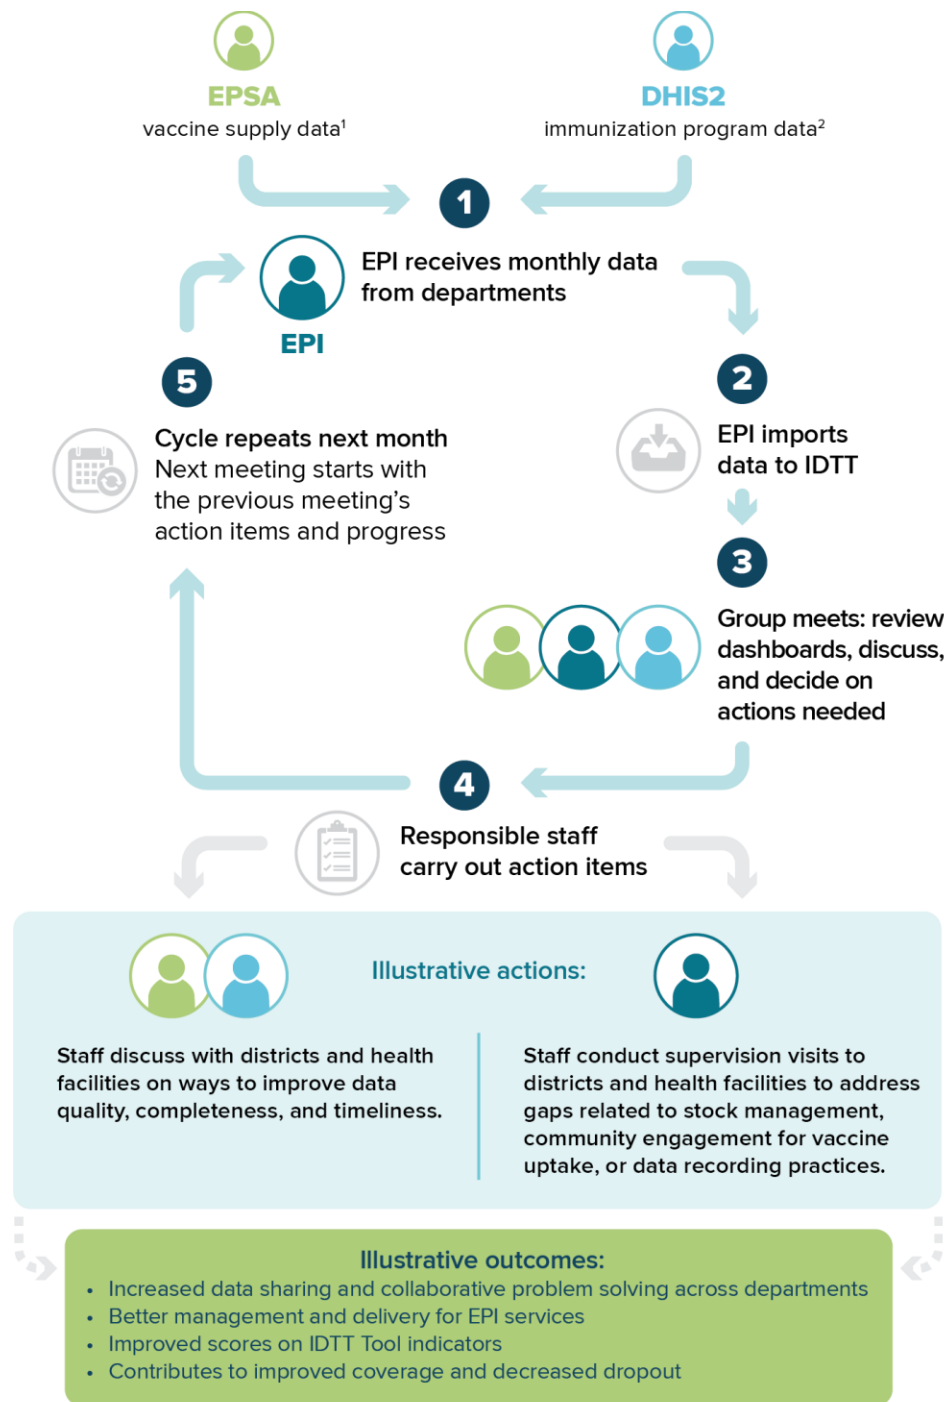 EPSA
vaccine supply data¹
DHIS2
immunization program data²
1
EPI receives monthly data
from departments
EPI
2
EPI imports
data to IDTT
3
Group meets: review
dashboards, discuss,
and decide on
actions needed
4
Responsible staff
carry out action items
5
Cycle repeats next month
Next meeting starts with
the previous meeting’s
action items and progress
Illustrative actions:
Staff discuss with districts and health
facilities on ways to improve data
quality, completeness, and timeliness.
Staff conduct supervision visits to
districts and health facilities to address
gaps related to stock management,
community engagement for vaccine
uptake, or data recording practices.
Illustrative outcomes:
• Increased data sharing and collaborative problem solving across departments
• Better management and delivery for EPI services
• Improved scores on IDTT Tool indicators
• Contributes to improved coverage and decreased dropout